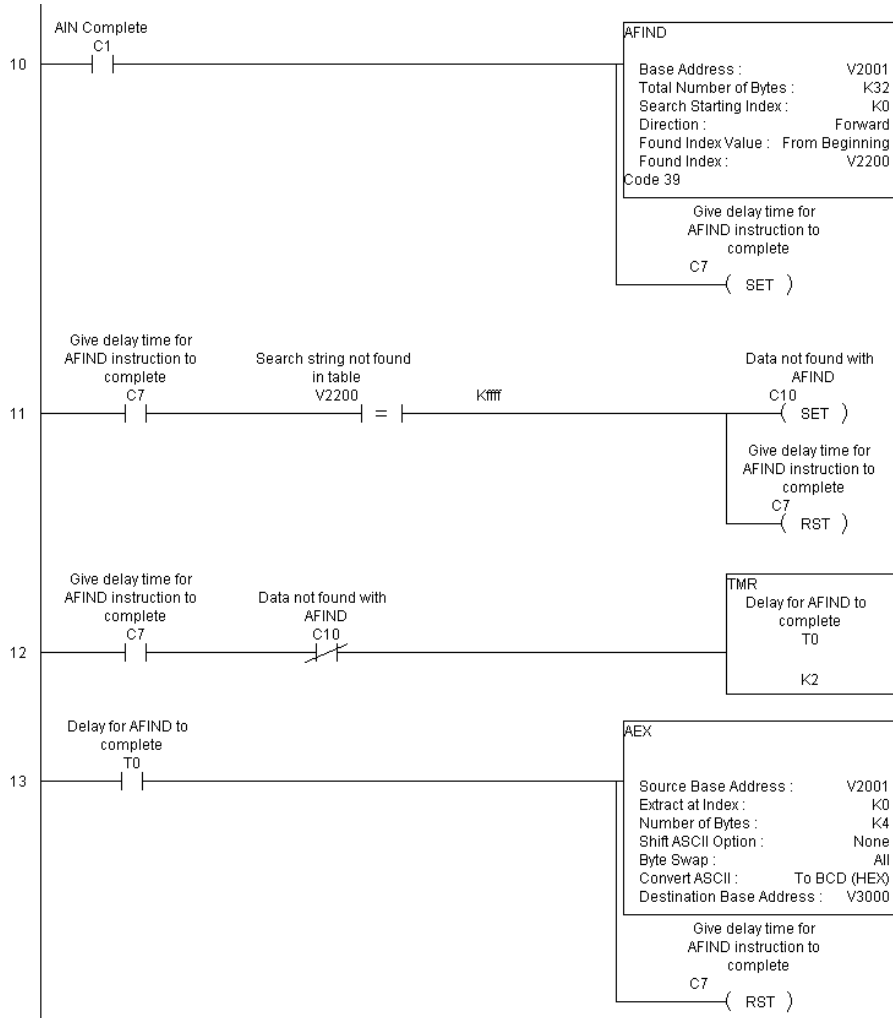 AIN Complete
C1
10
AFIND
Base Address : V2001
Total Number of Bytes : K32
Search Starting Index : K0
Direction : Forward
Found Index Value : From Beginning
Found Index : V2200
Code 39
Give delay time for
AFIND instruction to
complete
C7
( SET )
Give delay time for
AFIND instruction to
complete
C7
Search string not found
in table
V2200
=
Kffff
11
Data not found with
AFIND
C10
( SET )
Give delay time for
AFIND instruction to
complete
C7
( RST )
Give delay time for
AFIND instruction to
complete
C7
Data not found with
AFIND
C10
12
TMR
Delay for AFIND to
complete
T0
K2
Delay for AFIND to
complete
T0
13
AEX
Source Base Address : V2001
Extract at Index : K0
Number of Bytes : K4
Shift ASCII Option : None
Byte Swap : All
Convert ASCII : To BCD (HEX)
Destination Base Address : V3000
Give delay time for
AFIND instruction to
complete
C7
( RST )